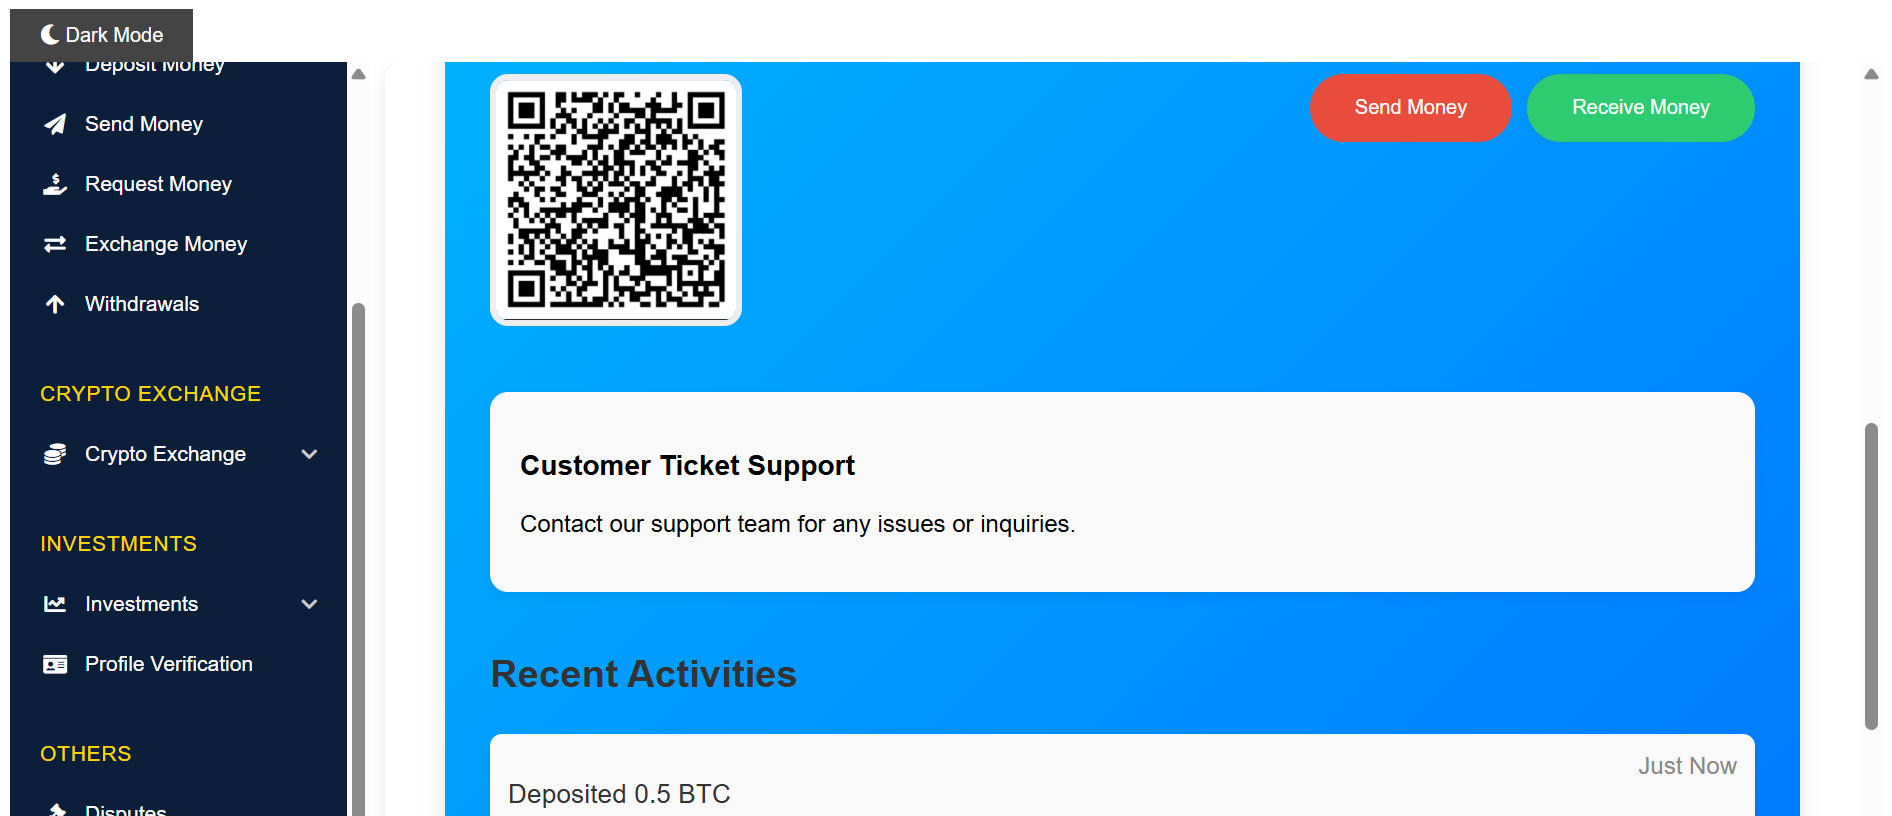 Dark Mode
Deposit Money
Send Money
Request Money
Exchange Money
Withdrawals
CRYPTO EXCHANGE
Crypto Exchange
INVESTMENTS
Investments
Profile Verification
OTHERS
Disputes
Send Money
Receive Money
Customer Ticket Support
Contact our support team for any issues or inquiries.
Recent Activities
Just Now
Deposited 0.5 BTC